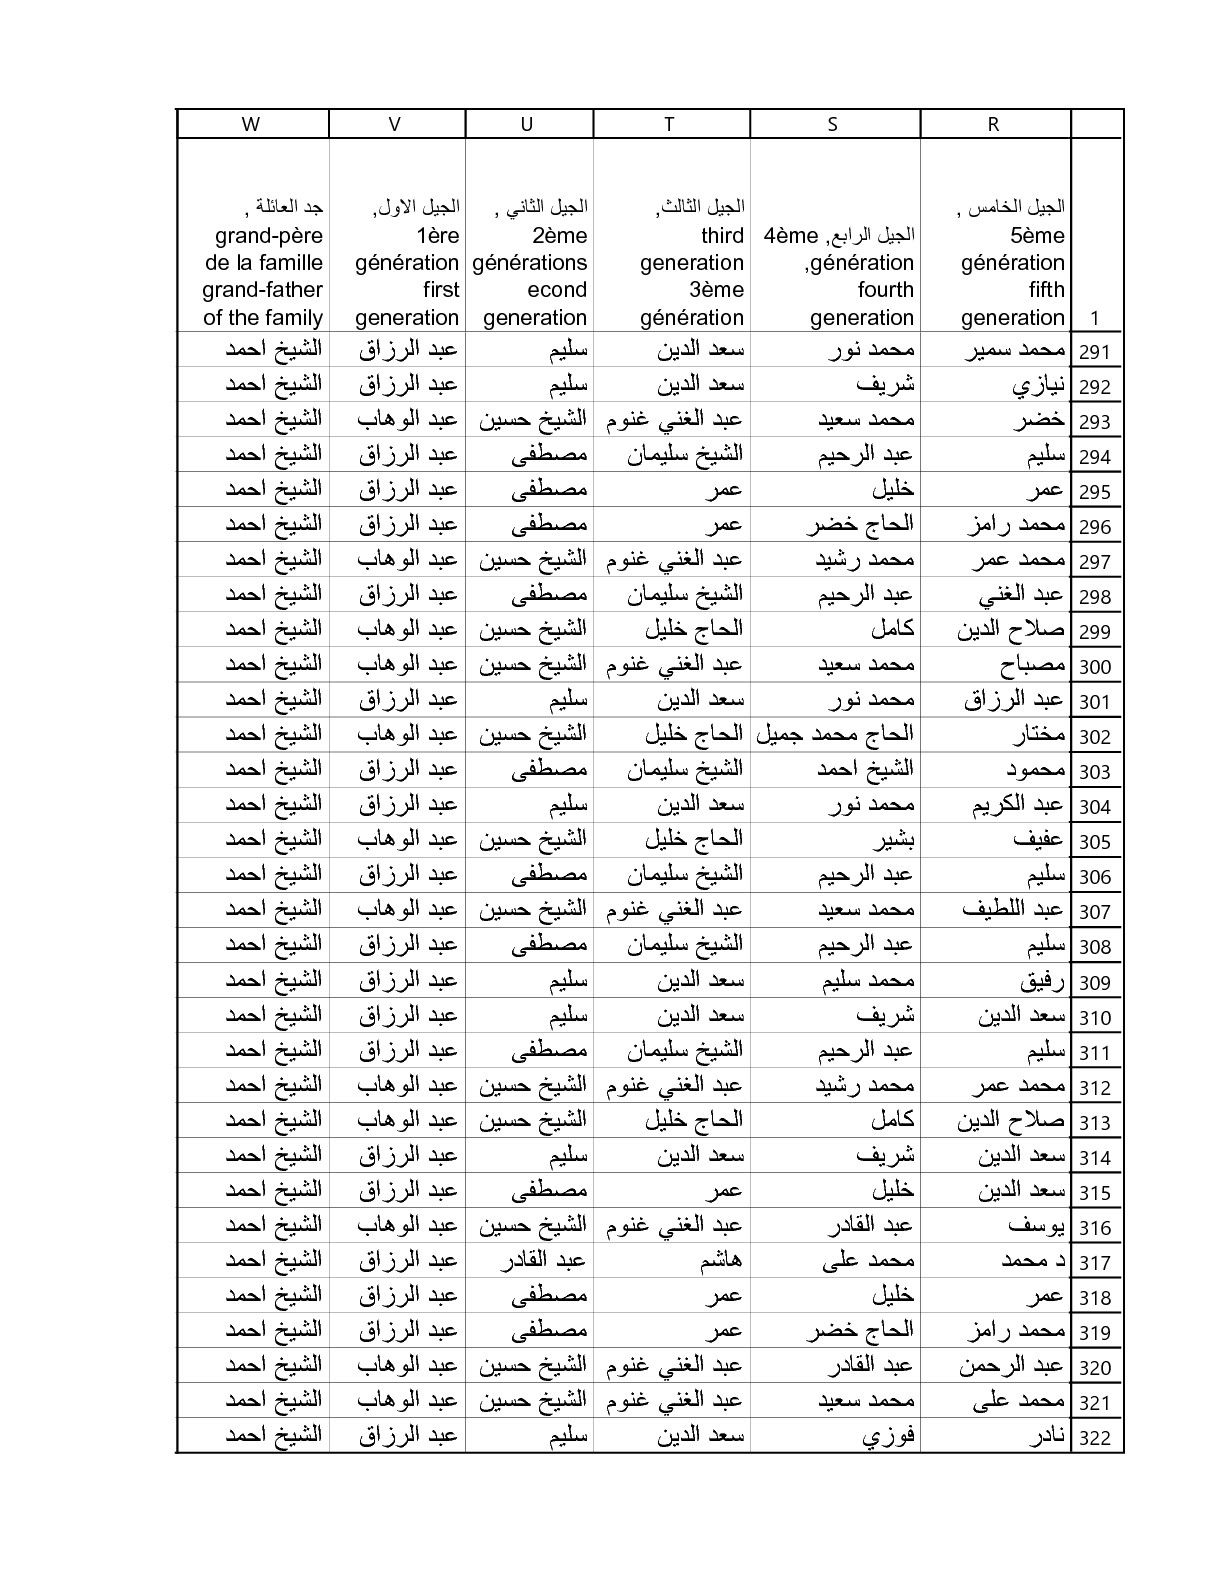 W V U T S R
جد العائلة , grand-père de la famille grand-father of the family	الجيل الاول, 1ère génération first generation	الجيل الثاني , 2ème générations econd generation	الجيل الثالث, third generation 3ème génération	الجيل الرابع, 4ème génération, fourth generation	الجيل الخامس , 5ème génération fifth generation	1
291 محمد سمير محمد نور سعد الدين سليم عبد الرزاق الشيخ احمد
292 نيازي شريف سعد الدين سليم عبد الرزاق الشيخ احمد
293 خضر محمد سعيد عبد الغني غنوم الشيخ حسين عبد الوهاب الشيخ احمد
294 سليم عبد الرحيم الشيخ سليمان مصطفى عبد الرزاق الشيخ احمد
295 عمر خليل عمر مصطفى عبد الرزاق الشيخ احمد
296 محمد رامز الحاج خضر عمر مصطفى عبد الرزاق الشيخ احمد
297 محمد عمر محمد رشيد عبد الغني غنوم الشيخ حسين عبد الوهاب الشيخ احمد
298 عبد الغني عبد الرحيم الشيخ سليمان مصطفى عبد الرزاق الشيخ احمد
299 صلاح الدين كامل الحاج خليل الشيخ حسين عبد الوهاب الشيخ احمد
300 مصباح محمد سعيد عبد الغني غنوم الشيخ حسين عبد الوهاب الشيخ احمد
301 عبد الرزاق محمد نور سعد الدين سليم عبد الرزاق الشيخ احمد
302 مختار الحاج محمد جميل الحاج خليل الشيخ حسين عبد الوهاب الشيخ احمد
303 محمود الشيخ احمد الشيخ سليمان مصطفى عبد الرزاق الشيخ احمد
304 عبد الكريم محمد نور سعد الدين سليم عبد الرزاق الشيخ احمد
305 عفيف بشير الحاج خليل الشيخ حسين عبد الوهاب الشيخ احمد
306 سليم عبد الرحيم الشيخ سليمان مصطفى عبد الرزاق الشيخ احمد
307 عبد اللطيف محمد سعيد عبد الغني غنوم الشيخ حسين عبد الوهاب الشيخ احمد
308 سليم عبد الرحيم الشيخ سليمان مصطفى عبد الرزاق الشيخ احمد
309 رفيق محمد سليم سعد الدين سليم عبد الرزاق الشيخ احمد
310 سعد الدين شريف سعد الدين سليم عبد الرزاق الشيخ احمد
311 سليم عبد الرحيم الشيخ سليمان مصطفى عبد الرزاق الشيخ احمد
312 محمد عمر محمد رشيد عبد الغني غنوم الشيخ حسين عبد الوهاب الشيخ احمد
313 صلاح الدين كامل الحاج خليل الشيخ حسين عبد الوهاب الشيخ احمد
314 سعد الدين شريف سعد الدين سليم عبد الرزاق الشيخ احمد
315 سعد الدين خليل عمر مصطفى عبد الرزاق الشيخ احمد
316 يوسف عبد القادر عبد الغني غنوم الشيخ حسين عبد الوهاب الشيخ احمد
317 د محمد محمد على هاشم عبد القادر عبد الرزاق الشيخ احمد
318 عمر خليل عمر مصطفى عبد الرزاق الشيخ احمد
319 محمد رامز الحاج خضر عمر مصطفى عبد الرزاق الشيخ احمد
320 عبد الرحمن عبد القادر عبد الغني غنوم الشيخ حسين عبد الوهاب الشيخ احمد
321 محمد على محمد سعيد عبد الغني غنوم الشيخ حسين عبد الوهاب الشيخ احمد
322 نادر فوزي سعد الدين سليم عبد الرزاق الشيخ احمد